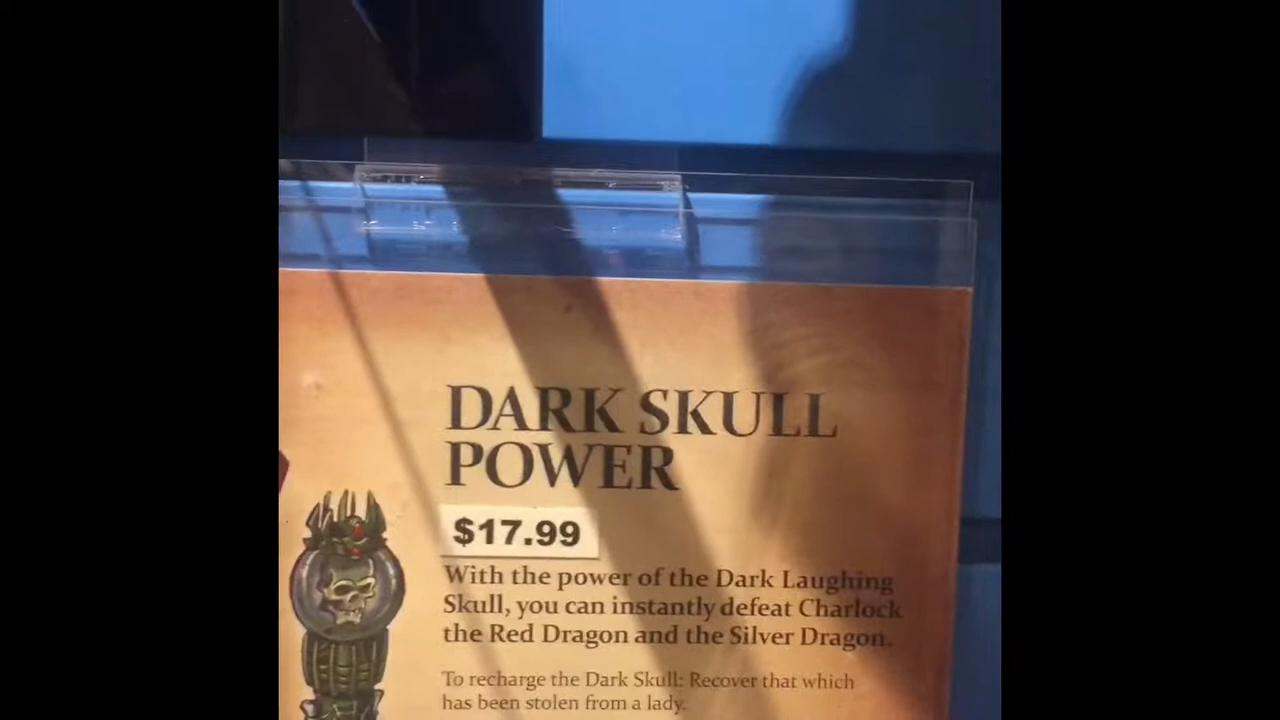 DARK SKULL
POWER
$17.99
With the power of the Dark Laughing
Skull, you can instantly defeat Charlock
the Red Dragon and the Silver Dragon.
To recharge the Dark Skull: Recover that which
has been stolen from a lady.